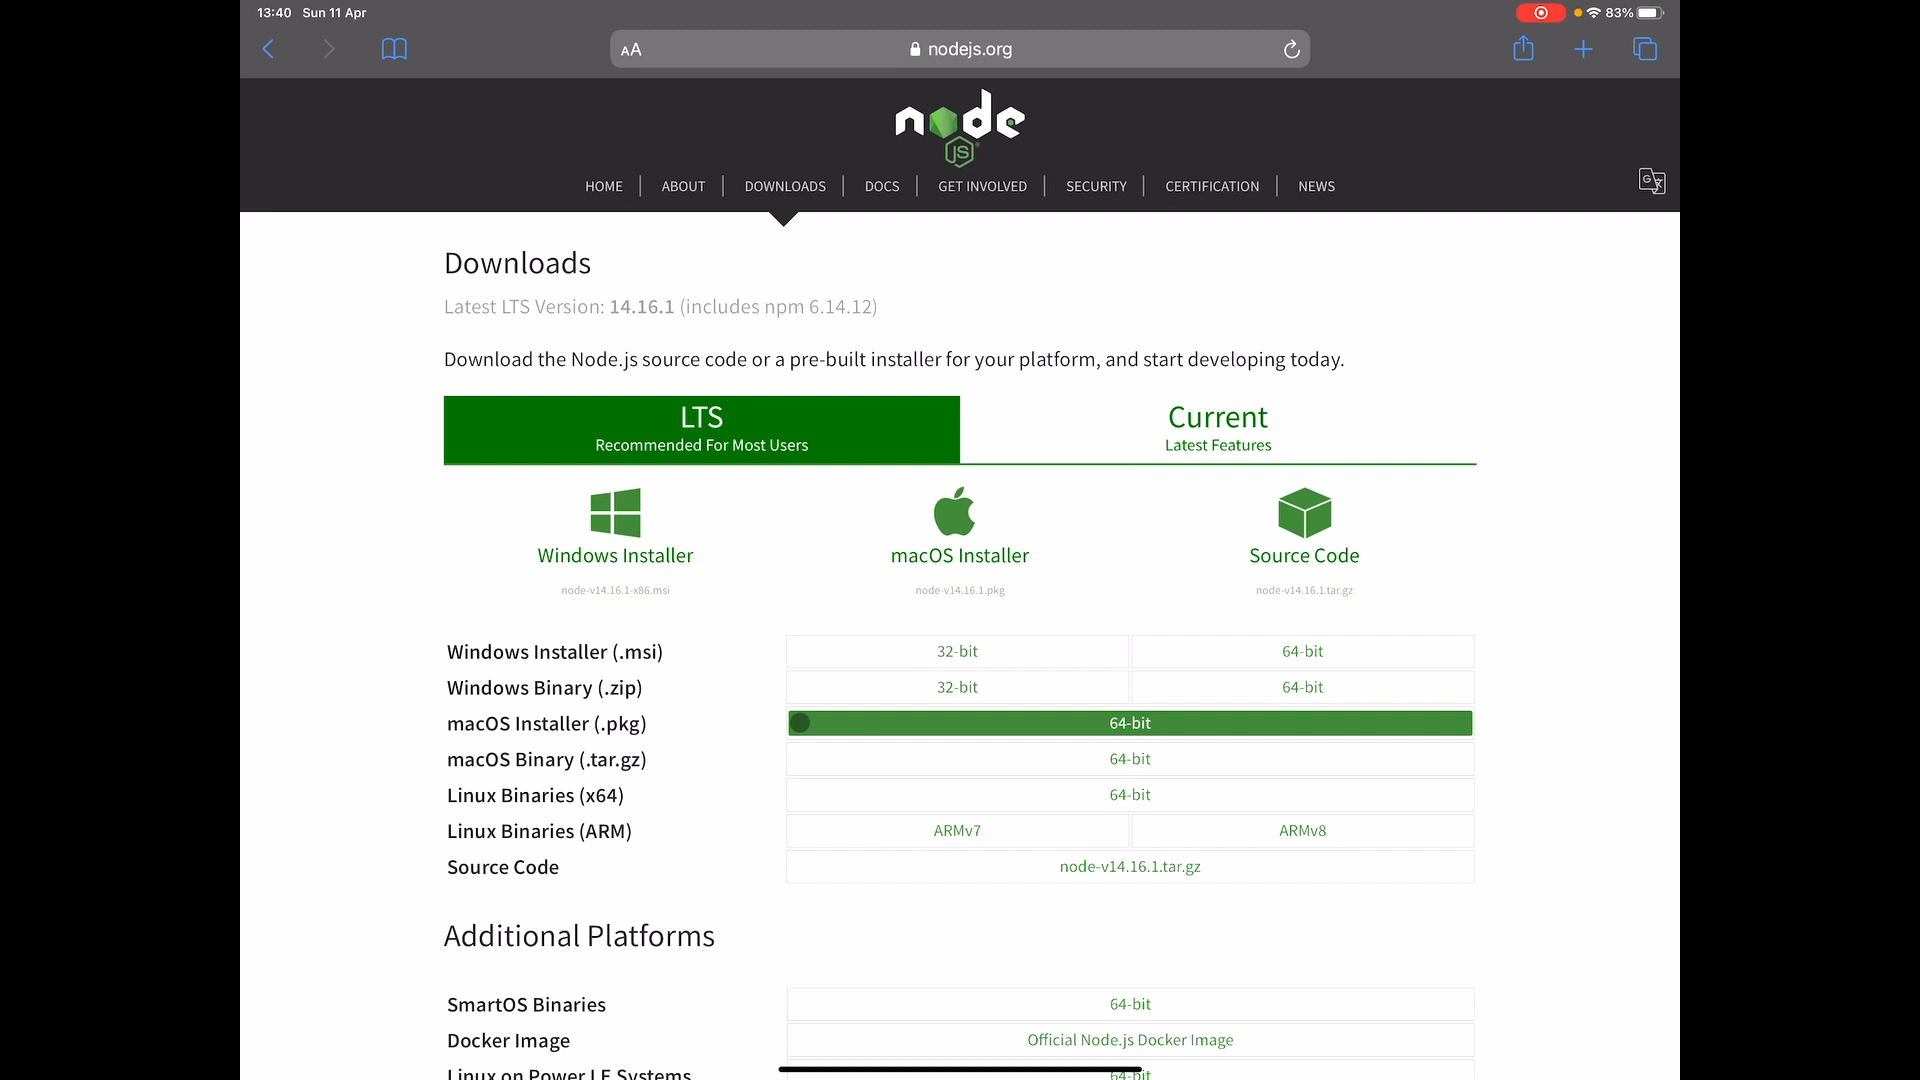 13:40 Sun 11 Apr
83%
AA
nodejs.org
node
JS
HOME
ABOUT
DOWNLOADS
DOCS
GET INVOLVED
SECURITY
CERTIFICATION
NEWS
Downloads
Latest LTS Version: 14.16.1 (includes npm 6.14.12)
Download the Node.js source code or a pre-built installer for your platform, and start developing today.
LTS
Recommended For Most Users
Current
Latest Features
Windows Installer
node-v14.16.1-x86.msi
macOS Installer
node-v14.16.1.pkg
Source Code
node-v14.16.1.tar.gz
Windows Installer (.msi) 32-bit 64-bit
Windows Binary (.zip) 32-bit 64-bit
macOS Installer (.pkg) 64-bit
macOS Binary (.tar.gz) 64-bit
Linux Binaries (x64) 64-bit
Linux Binaries (ARM) ARMv7 ARMv8
Source Code node-v14.16.1.tar.gz
Additional Platforms
SmartOS Binaries 64-bit
Docker Image Official Node.js Docker Image
Linux on Power LE Systems 64-bit